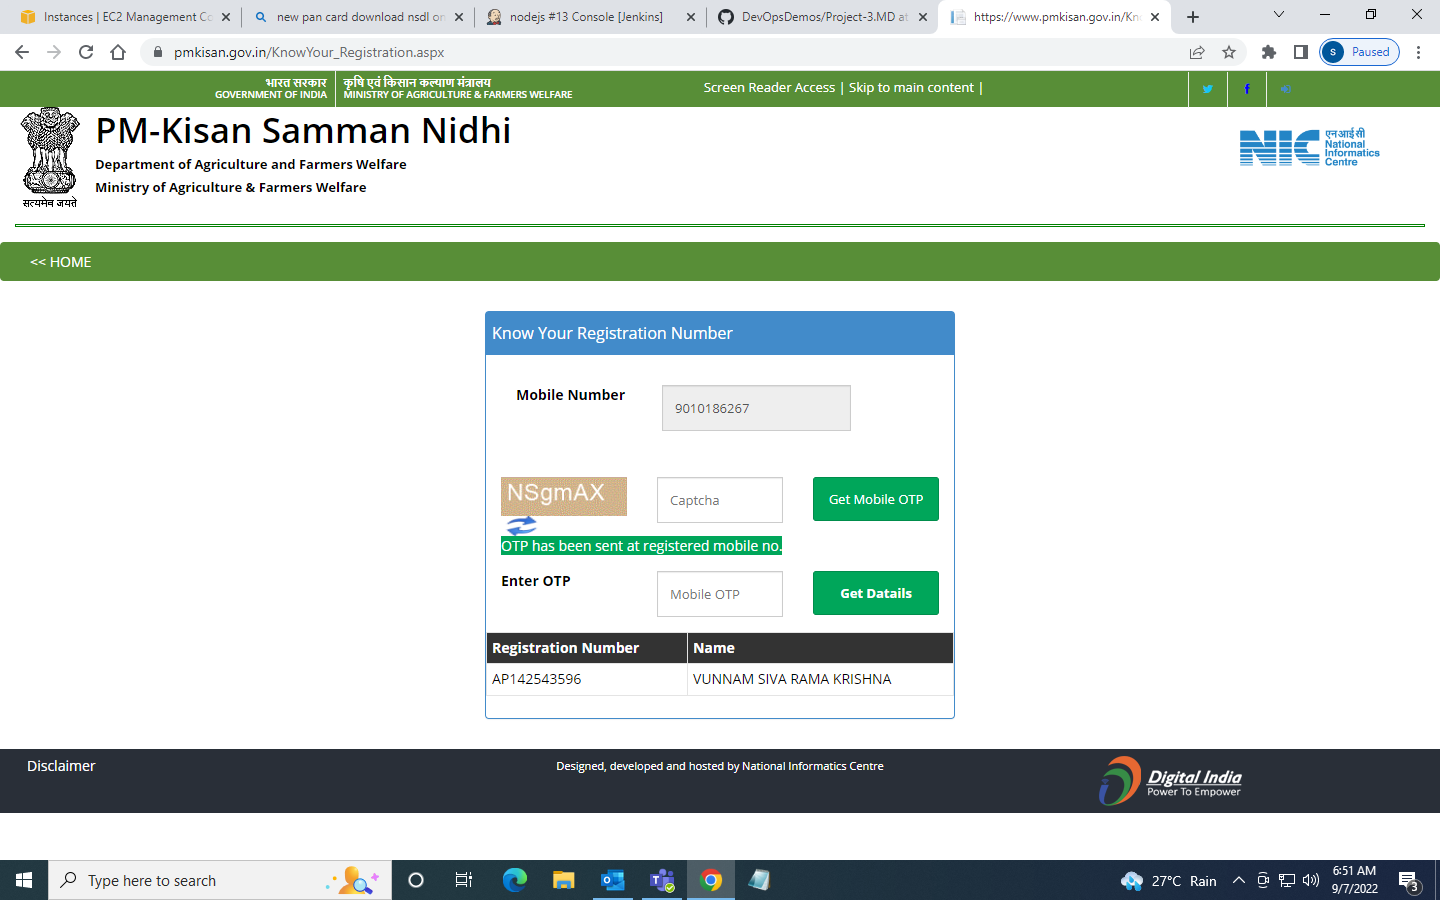 Instances | EC2 Management Co
new pan card download nsdl on
nodejs #13 Console [Jenkins]
DevOpsDemos/Project-3.MD at
https://www.pmkisan.gov.in/Kno
pmkisan.gov.in/KnowYour_Registration.aspx
S Paused
भारत सरकार
GOVERNMENT OF INDIA
कृषि एवं किसान कल्याण मंत्रालय
MINISTRY OF AGRICULTURE & FARMERS WELFARE
Screen Reader Access | Skip to main content |
सत्यमेव जयते
PM-Kisan Samman Nidhi
Department of Agriculture and Farmers Welfare
Ministry of Agriculture & Farmers Welfare
NIC
एन आई सी
National
Informatics
Centre
<< HOME
Know Your Registration Number
Mobile Number
9010186267
NSgmAX
Captcha
Get Mobile OTP
OTP has been sent at registered mobile no.
Enter OTP
Mobile OTP
Get Datails
Registration Number Name
AP142543596 VUNNAM SIVA RAMA KRISHNA
Disclaimer
Designed, developed and hosted by National Informatics Centre
Digital India
Power To Empower
Type here to search
27°C Rain
6:51 AM
9/7/2022
3